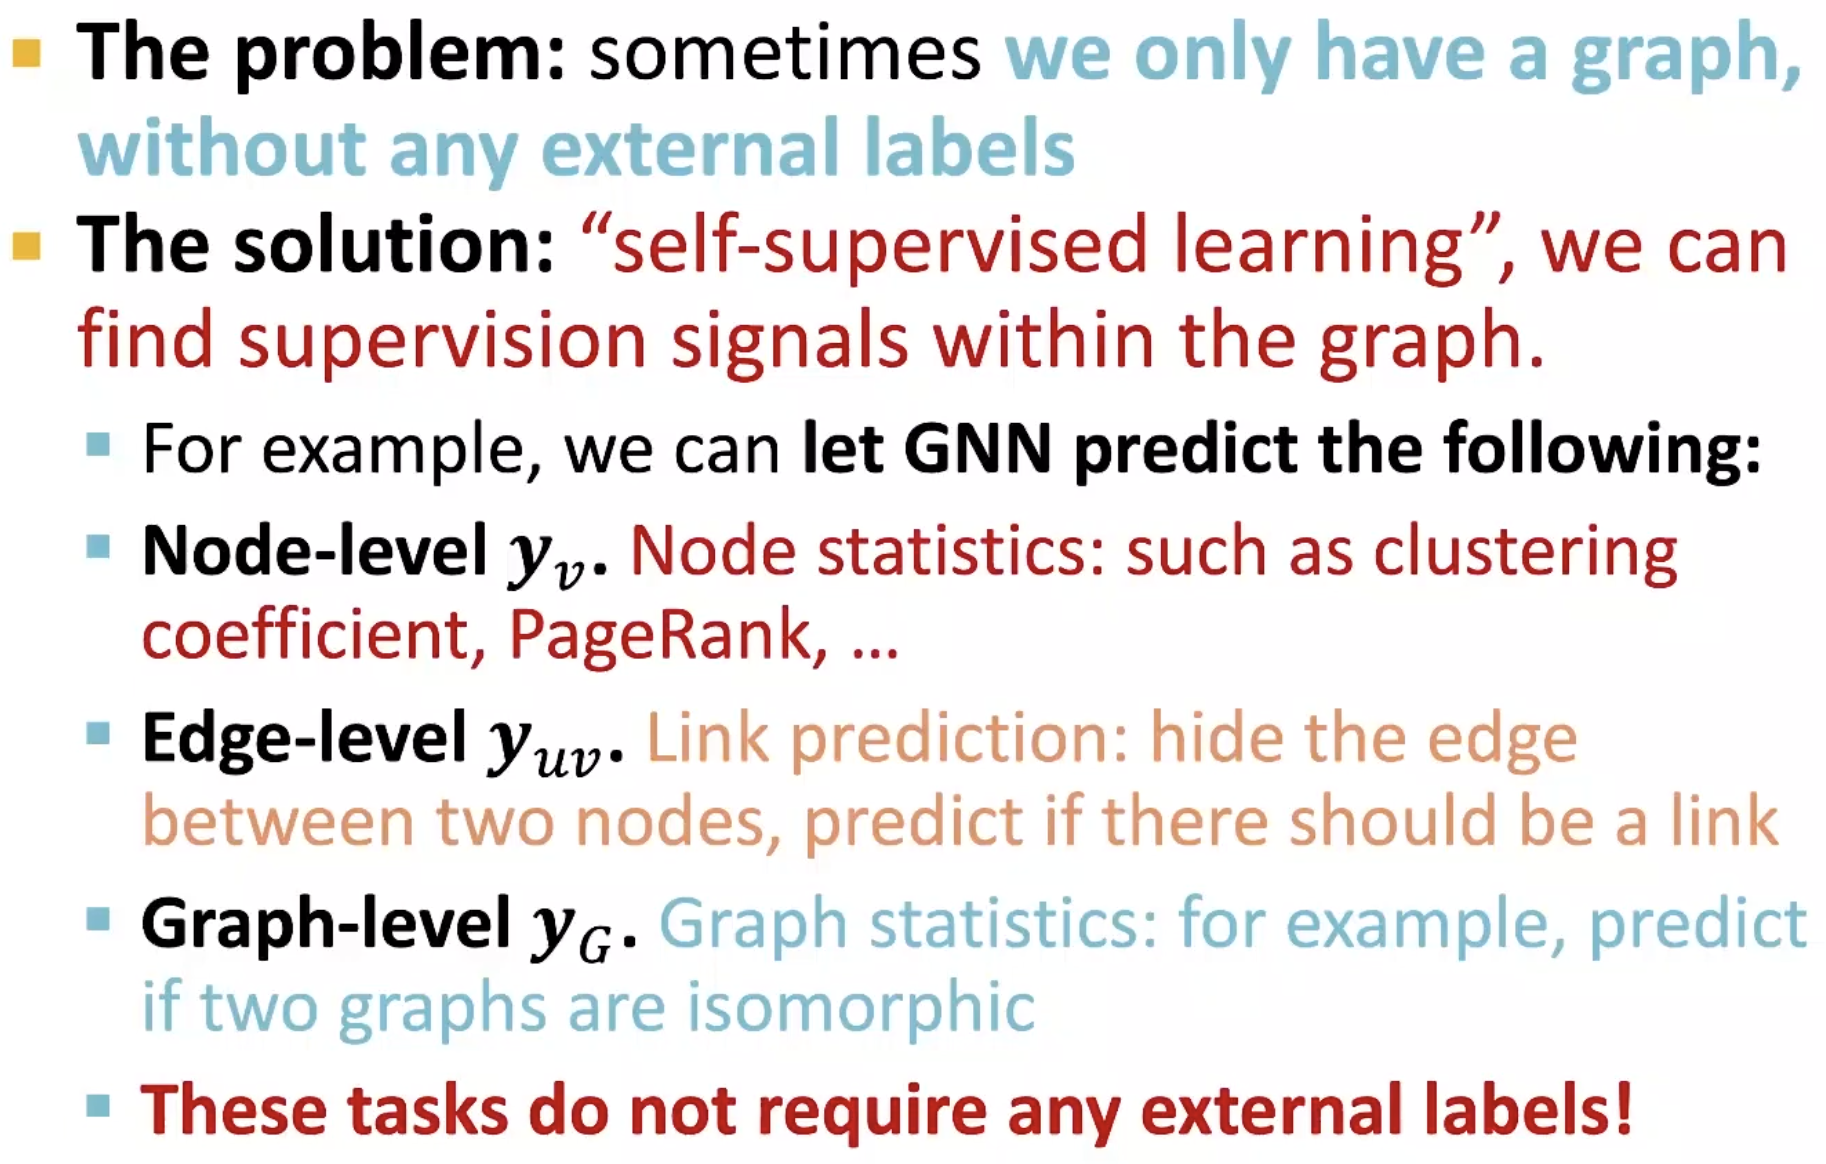 The problem: sometimes we only have a graph,
without any external labels
The solution: “self-supervised learning”, we can
find supervision signals within the graph.
For example, we can let GNN predict the following:
Node-level y_v. Node statistics: such as clustering
coefficient, PageRank, ...
Edge-level y_uv. Link prediction: hide the edge
between two nodes, predict if there should be a link
Graph-level y_G. Graph statistics: for example, predict
if two graphs are isomorphic
These tasks do not require any external labels!